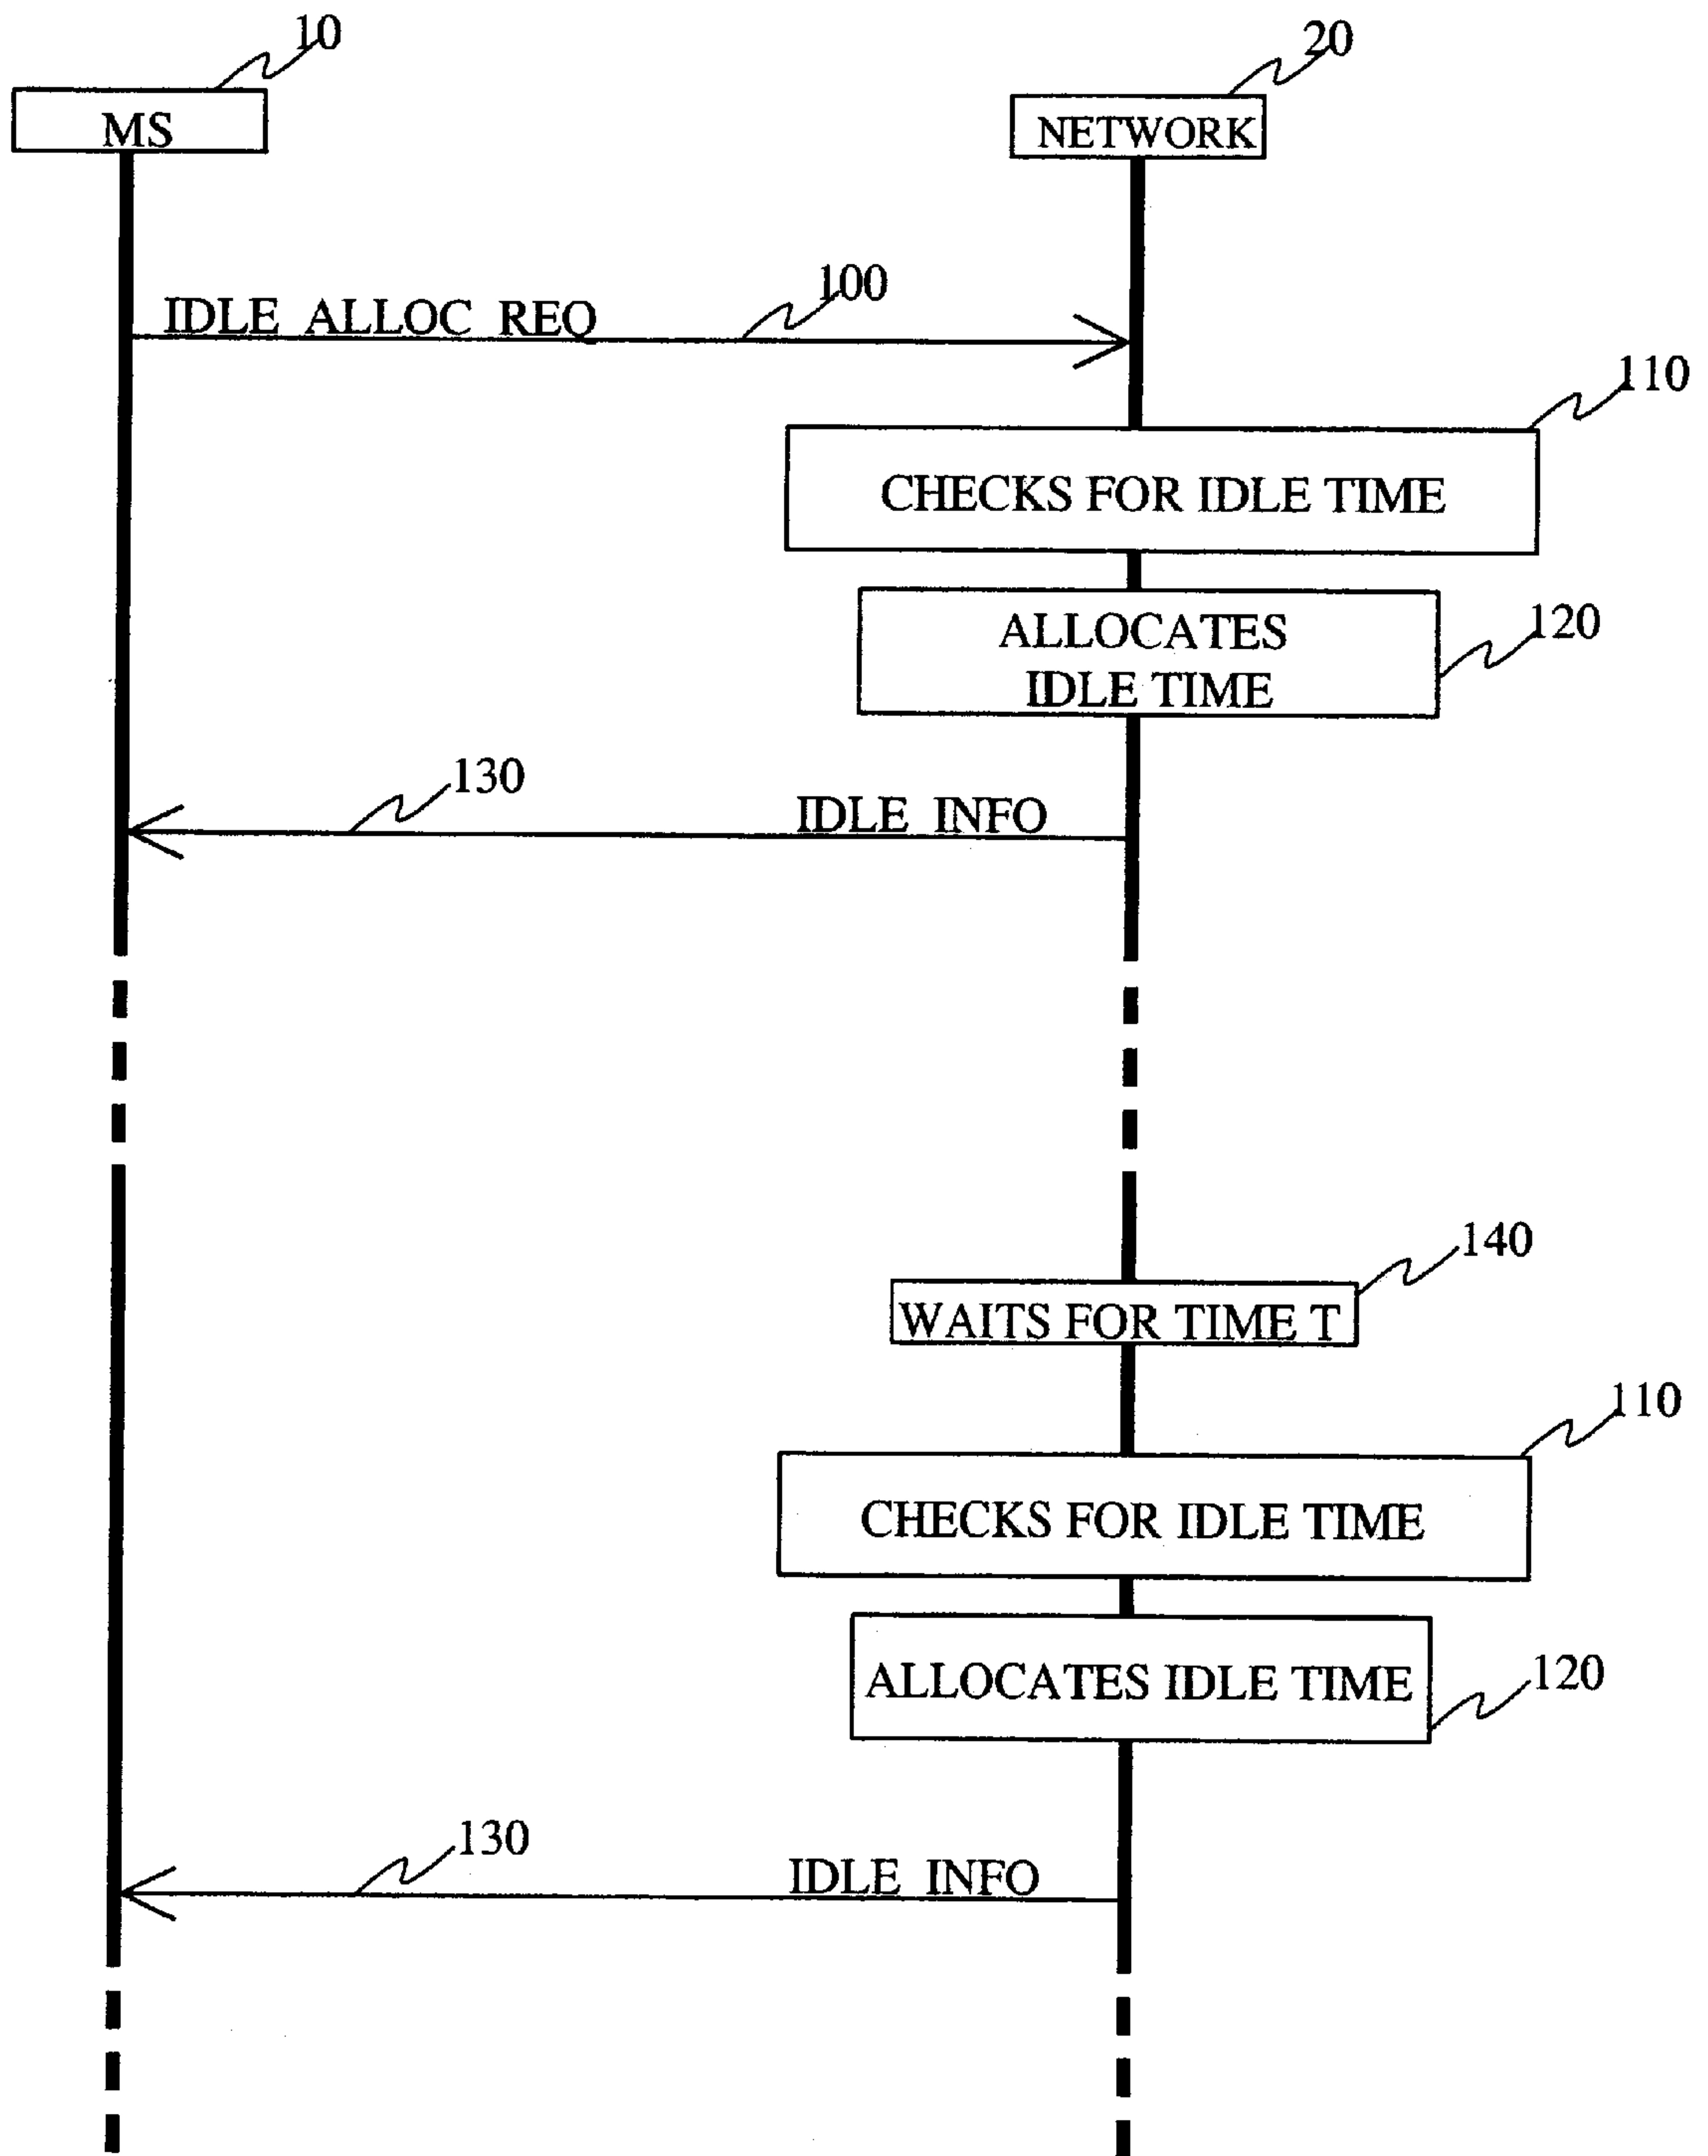 10
20
MS
NETWORK
100
IDLE ALLOC REQ
110
CHECKS FOR IDLE TIME
120
ALLOCATES
IDLE TIME
130
IDLE INFO
140
WAITS FOR TIME T
110
CHECKS FOR IDLE TIME
120
ALLOCATES IDLE TIME
130
IDLE INFO